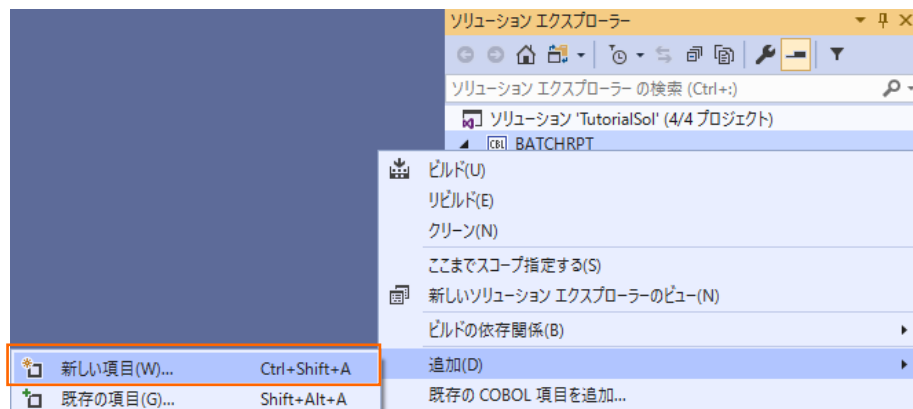 ソリューション エクスプローラー
ソリューション エクスプローラー の検索 (Ctrl+:)
ソリューション 'TutorialSol' (4/4 プロジェクト)
CBL BATCHRPT
ビルド(U)
リビルド(E)
クリーン(N)
ここまでスコープ指定する(S)
新しいソリューション エクスプローラーのビュー(N)
ビルドの依存関係(B)
追加(D)
既存の COBOL 項目を追加...
新しい項目(W)... Ctrl+Shift+A
既存の項目(G)... Shift+Alt+A